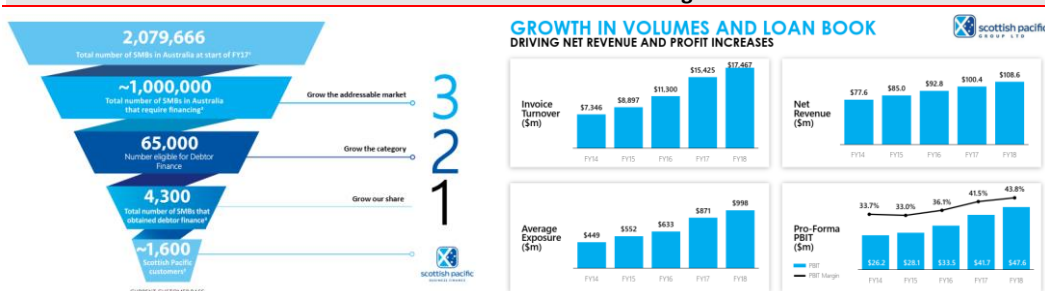 2,079,666
Total number of SMBs in Australia at start of FY17¹
~1,000,000
Total number of SMBs in Australia
that require financing²
Grow the addressable market
3
65,000
Number eligible for Debtor
Finance
Grow the category
2
4,300
Total number of SMBs that
obtained debtor finance³
Grow our share
1
~1,600
Scottish Pacific
customers⁴
scottish pacific
BUSINESS FINANCE
GROWTH IN VOLUMES AND LOAN BOOK
DRIVING NET REVENUE AND PROFIT INCREASES
scottish pacific
GROUP LTD
Invoice
Turnover
($m)
$7,346 $8,897 $11,300 $15,425 $17,467
FY14 FY15 FY16 FY17 FY18
Net
Revenue
($m)
$77.6 $85.0 $92.8 $100.4 $108.6
FY14 FY15 FY16 FY17 FY18
Average
Exposure
($m)
$449 $552 $633 $871 $998
FY14 FY15 FY16 FY17 FY18
Pro-Forma
PBIT
($m)
PBIT
PBIT Margin
33.7% 33.0% 36.1% 41.5% 43.8%
$26.2 $28.1 $33.5 $41.7 $47.6
FY14 FY15 FY16 FY17 FY18